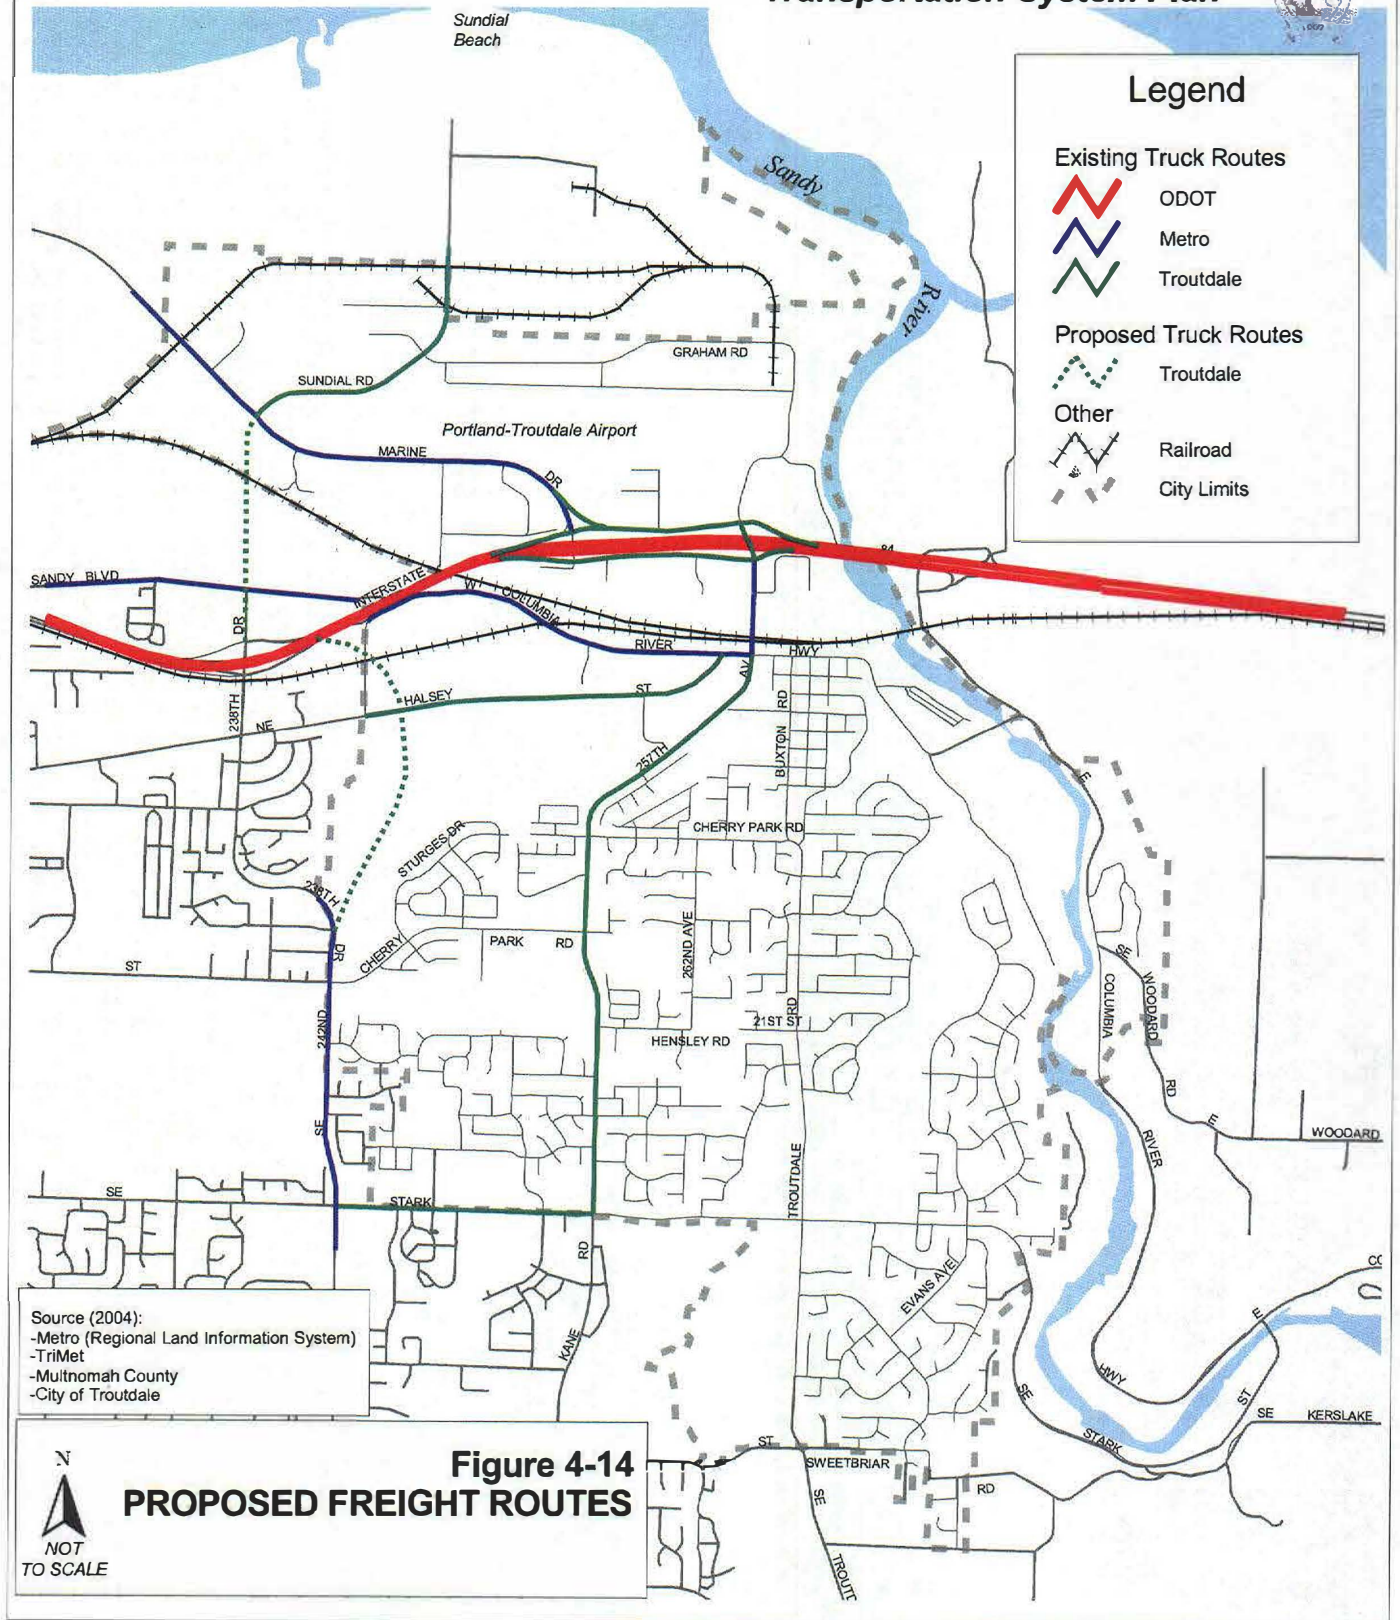 Transportation System Plan
Sundial
Beach
Legend
Existing Truck Routes
ODOT
Metro
Troutdale
Proposed Truck Routes
Troutdale
Other
Railroad
City Limits
Sandy
River
GRAHAM RD
SUNDIAL RD
Portland-Troutdale Airport
MARINE
DR
84
SANDY BLVD
INTERSTATE
W
COLUMBIA
RIVER
HWY
DR
238TH
NE
HALSEY
ST
AV
RD
BUXTON
257TH
CHERRY PARK RD
STURGES DR
238TH
DR
CHERRY
PARK
RD
262ND AVE
ST
242ND
RD
21ST ST
HENSLEY RD
E
SE
WOODARD
COLUMBIA
RD
E
WOODARD
RIVER
SE
TROUTDALE
SE
STARK
RD
KANE
EVANS AVE
CO
E
HWY
ST
SE
KERSLAKE
SE
STARK
ST
SWEETBRIAR
RD
SE
TROUTD
Source (2004):
-Metro (Regional Land Information System)
-TriMet
-Multnomah County
-City of Troutdale
N
NOT
TO SCALE
Figure 4-14
PROPOSED FREIGHT ROUTES